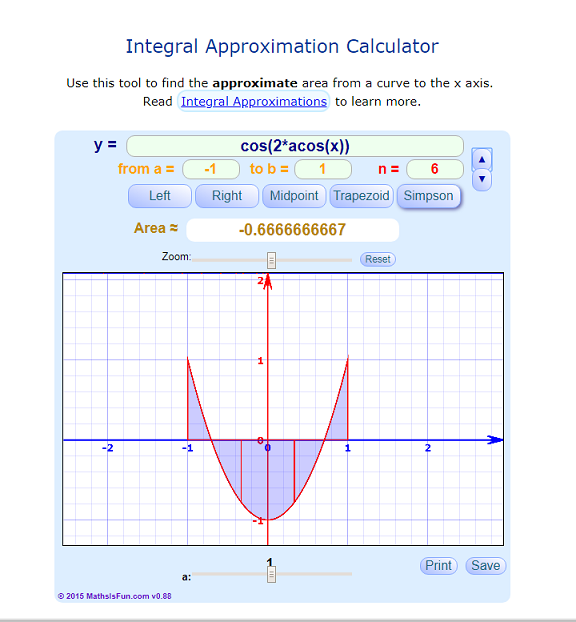 Integral Approximation Calculator
Use this tool to find the approximate area from a curve to the x axis.
Read Integral Approximations to learn more.
y = cos(2*acos(x))
from a = -1 to b = 1 n = 6
▲
▼
Left Right Midpoint Trapezoid Simpson
Area ≈ -0.6666666667
Zoom: Reset
2
1
0
-2 -1 0 1 2
-1
1
a:
Print Save
© 2015 MathsIsFun.com v0.88